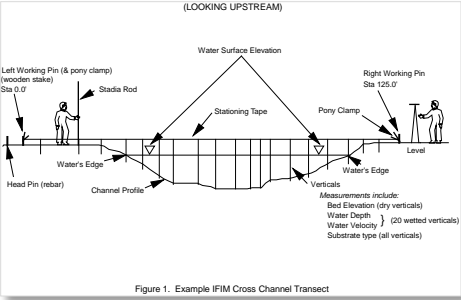 (LOOKING UPSTREAM)
Water Surface Elevation
Left Working Pin (& pony clamp)
(wooden stake)
Sta 0.0'
Stadia Rod
Right Working Pin
Sta 125.0'
Stationing Tape
Pony Clamp
Level
Water's Edge
Water's Edge
Head Pin (rebar)
Channel Profile
Verticals
Measurements include:
Bed Elevation (dry verticals)
Water Depth
Water Velocity } (20 wetted verticals)
Substrate type (all verticals)
Figure 1. Example IFIM Cross Channel Transect